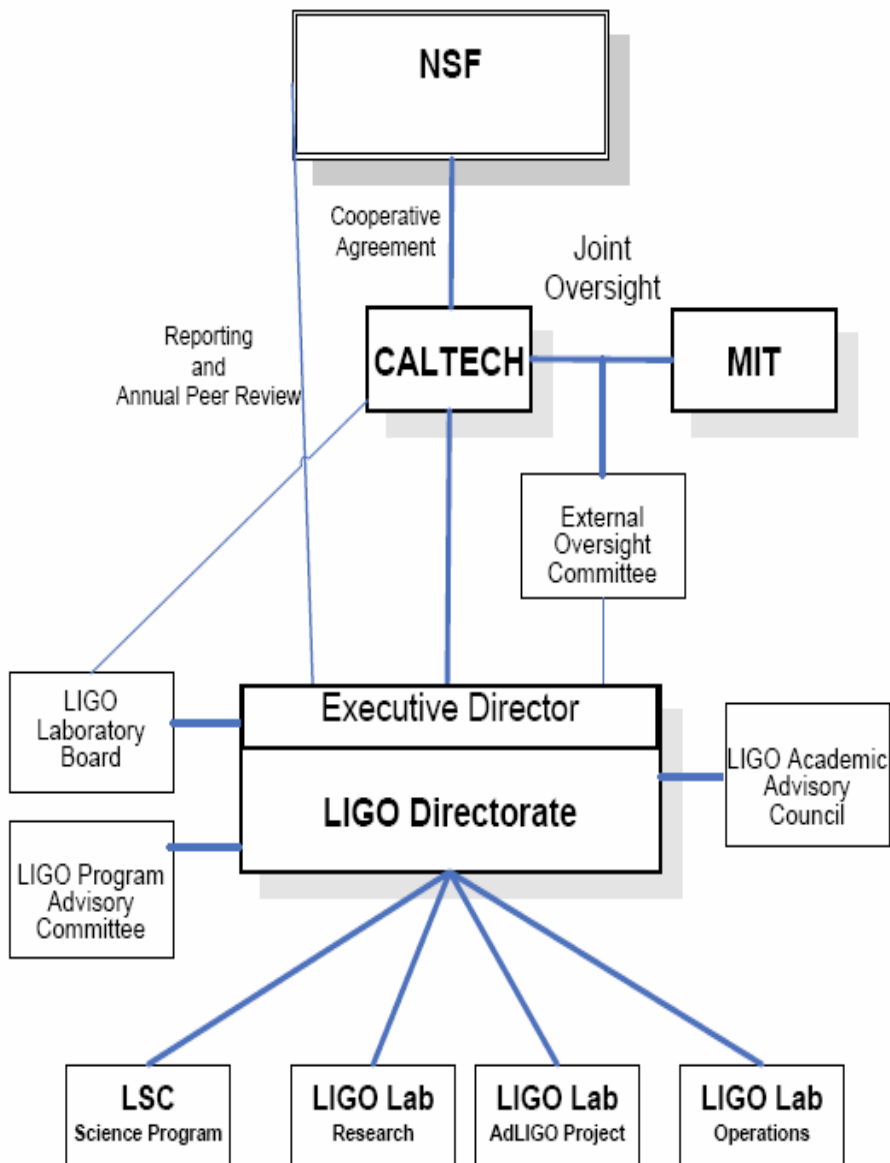 NSF
Cooperative
Agreement
Joint
Oversight
Reporting
and
Annual Peer Review
CALTECH
MIT
External
Oversight
Committee
LIGO
Laboratory
Board
Executive Director
LIGO Directorate
LIGO Academic
Advisory
Council
LIGO Program
Advisory
Committee
LSC
Science Program
LIGO Lab
Research
LIGO Lab
AdLIGO Project
LIGO Lab
Operations